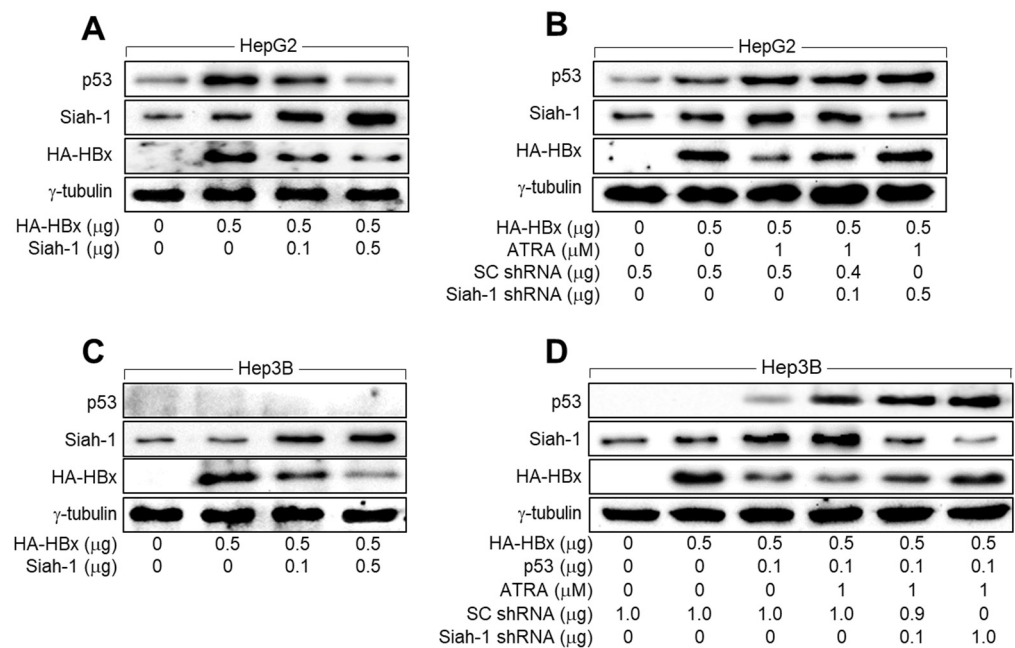 A
HepG2
p53
Siah-1
HA-HBx
γ-tubulin
HA-HBx (μg) 0 0.5 0.5 0.5
Siah-1 (μg) 0 0 0.1 0.5
B
HepG2
p53
Siah-1
HA-HBx
γ-tubulin
HA-HBx (μg) 0 0.5 0.5 0.5 0.5
ATRA (μM) 0 0 1 1 1
SC shRNA (μg) 0.5 0.5 0.5 0.4 0
Siah-1 shRNA (μg) 0 0 0 0.1 0.5
C
Hep3B
p53
Siah-1
HA-HBx
γ-tubulin
HA-HBx (μg) 0 0.5 0.5 0.5
Siah-1 (μg) 0 0 0.1 0.5
D
Hep3B
p53
Siah-1
HA-HBx
γ-tubulin
HA-HBx (μg) 0 0.5 0.5 0.5 0.5 0.5
p53 (μg) 0 0 0.1 0.1 0.1 0.1
ATRA (μM) 0 0 0 1 1 1
SC shRNA (μg) 1.0 1.0 1.0 1.0 0.9 0
Siah-1 shRNA (μg) 0 0 0 0 0.1 1.0